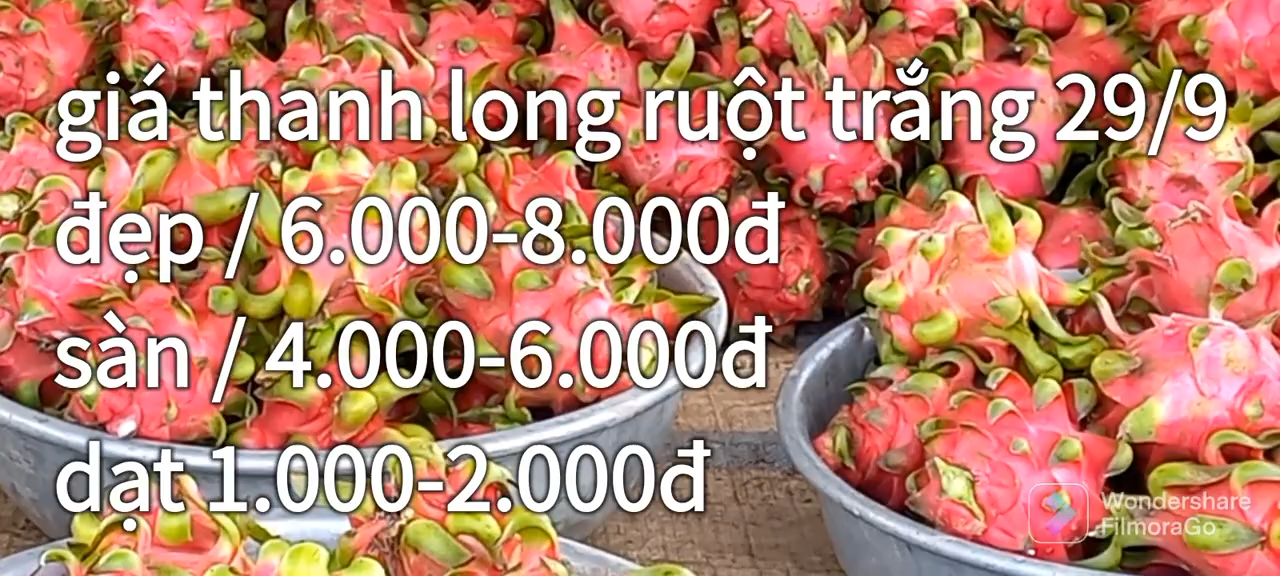 giá thanh long ruột trắng 29/9
đẹp / 6.000-8.000đ
sàn / 4.000-6.000đ
dạt 1.000-2.000đ
Wondershare
FilmoraGo